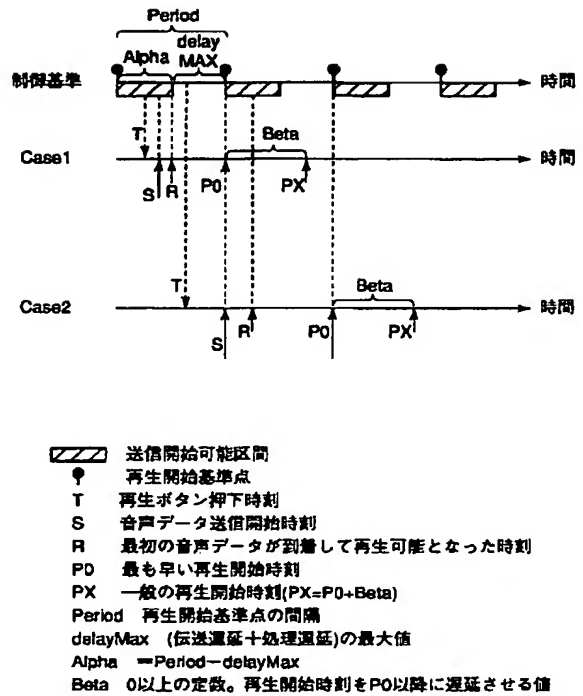 Period
Alpha
delay
MAX
制御基準
時間
T
Beta
Case1
時間
S
R
P0
PX
T
Beta
Case2
時間
S
R
P0
PX
送信開始可能区間
再生開始基準点
T 再生ボタン押下時刻
S 音声データ送信開始時刻
R 最初の音声データが到着して再生可能となった時刻
P0 最も早い再生開始時刻
PX 一般の再生開始時刻(PX=P0+Beta)
Period 再生開始基準点の間隔
delayMax (伝送遅延+処理遅延)の最大値
Alpha =Period-delayMax
Beta 0以上の定数。再生開始時刻をP0以降に遅延させる値